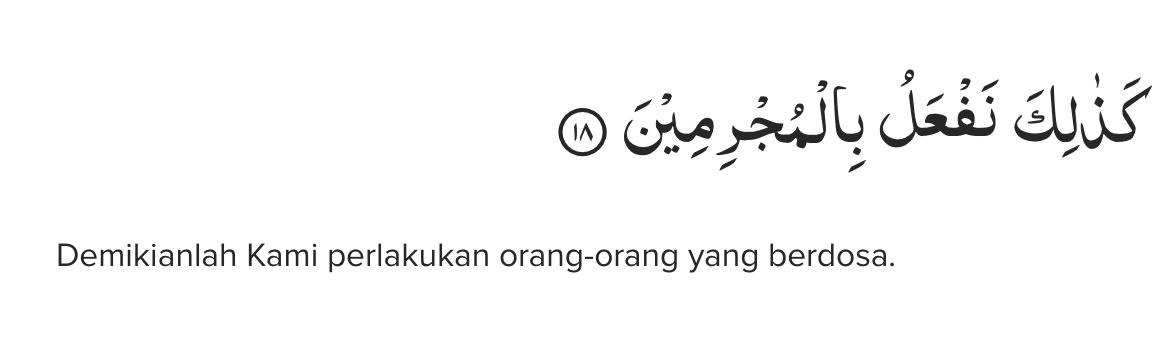 كَذٰلِكَ نَفْعَلُ بِالْمُجْرِمِيْنَ ١٨
Demikianlah Kami perlakukan orang-orang yang berdosa.